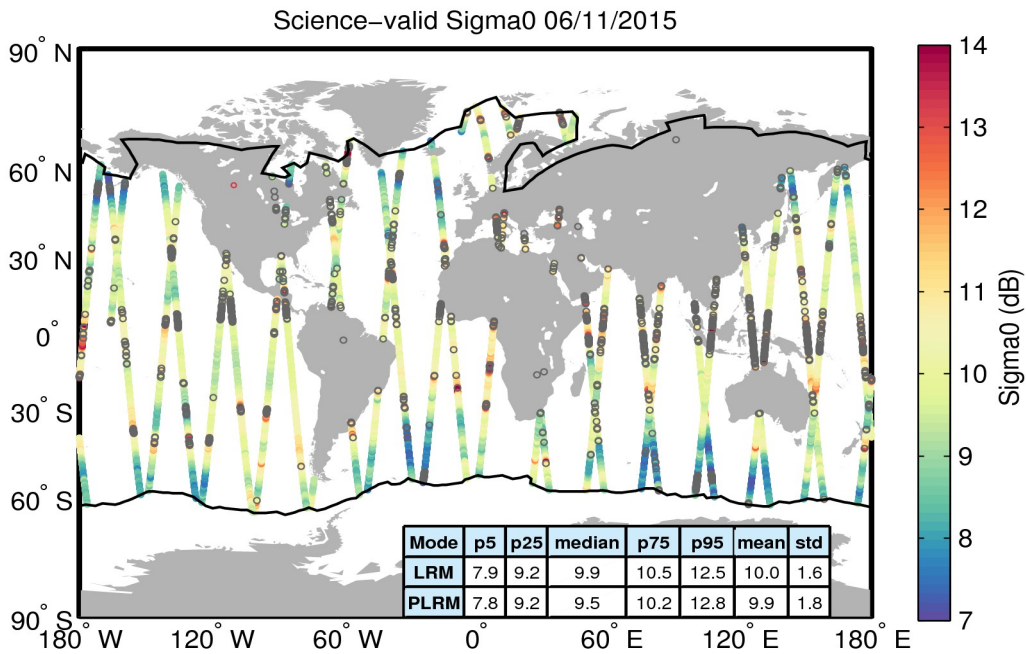 Science−valid Sigma0 06/11/2015
90° N
60° N
30° N
0°
30° S
60° S
90° S
180° W
120° W
60° W
0°
60° E
120° E
180° E
14
13
12
11
10
9
8
7
Sigma0 (dB)
Mode p5 p25 median p75 p95 mean std
LRM 7.9 9.2 9.9 10.5 12.5 10.0 1.6
PLRM 7.8 9.2 9.5 10.2 12.8 9.9 1.8